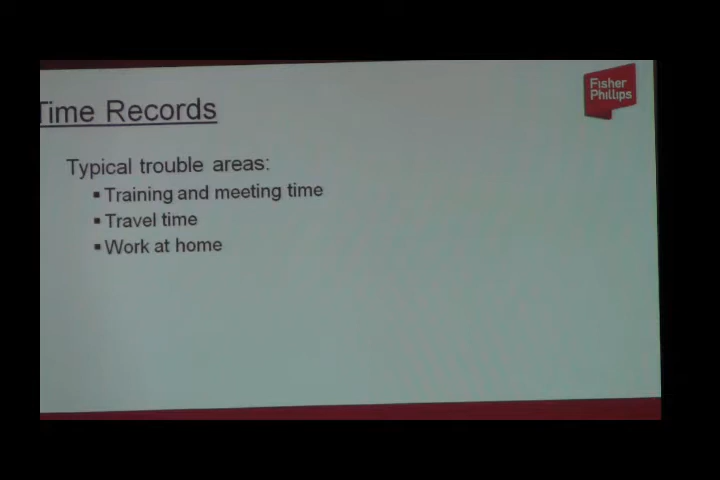 Time Records
Fisher
Phillips
Typical trouble areas:
▪ Training and meeting time
▪ Travel time
▪ Work at home